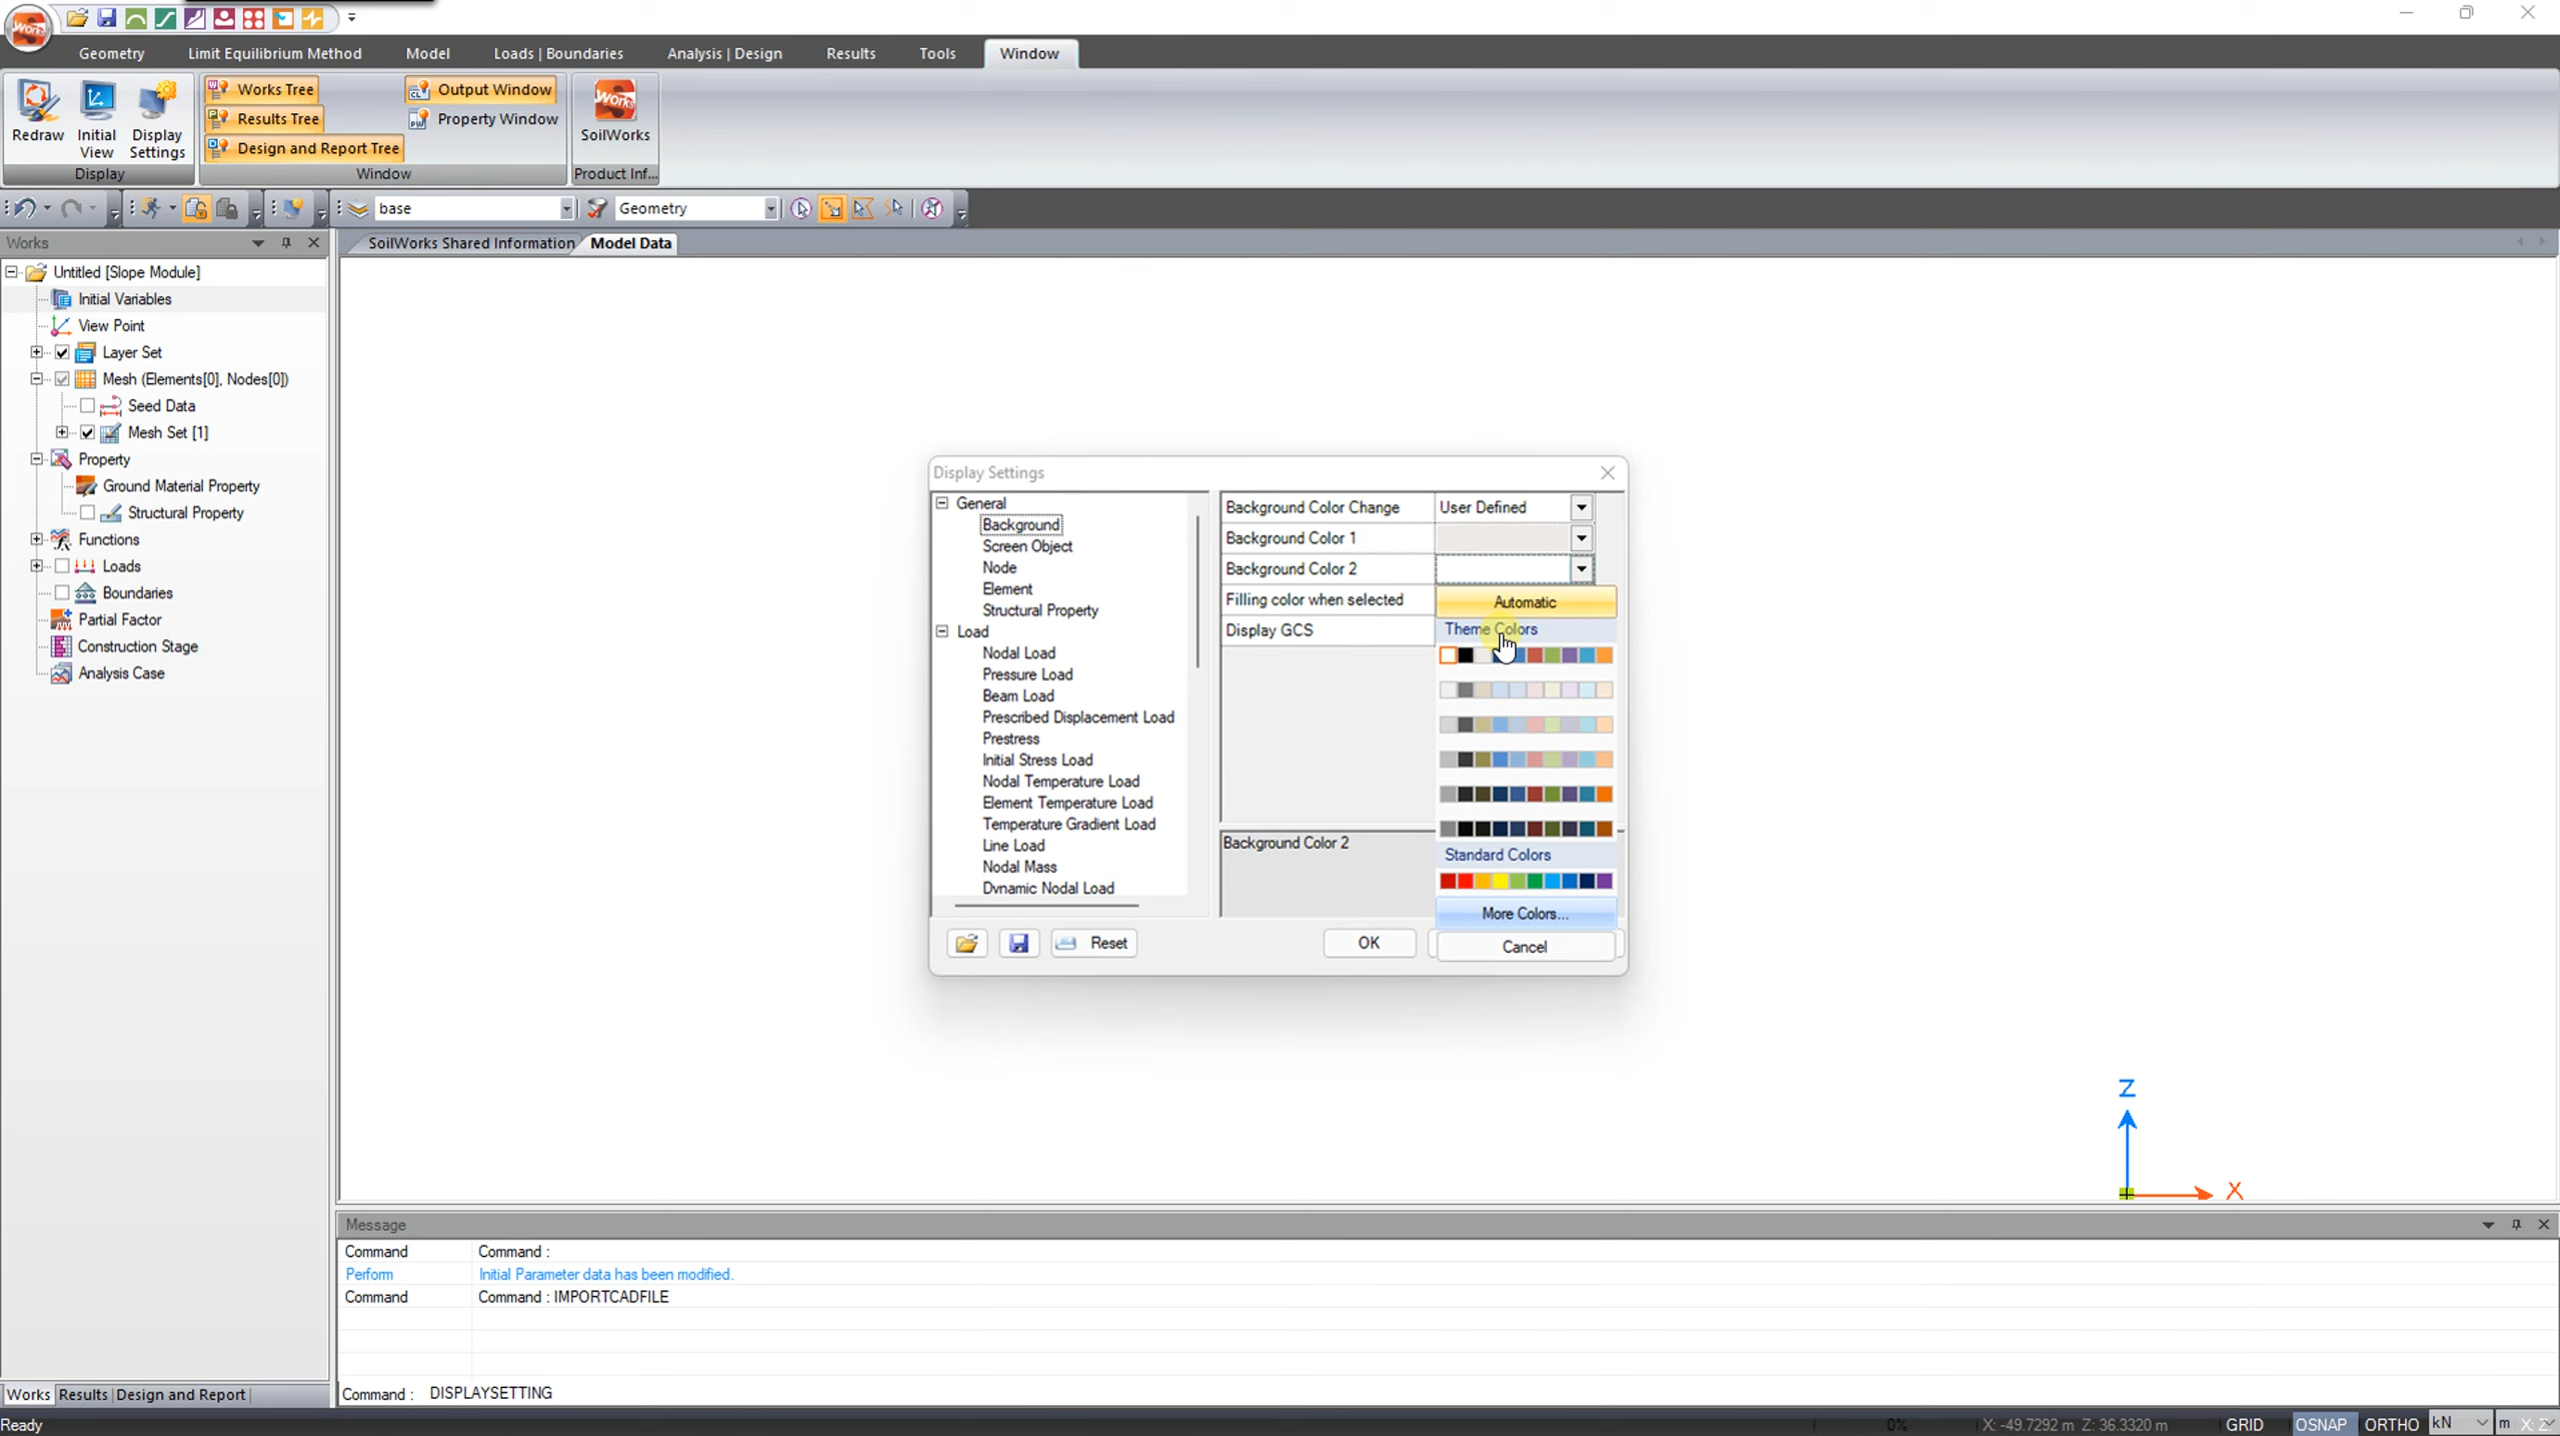 Geometry Limit Equilibrium Method Model Loads | Boundaries Analysis | Design Results Tools Window
Works Tree Output Window
Redraw Initial View Display Settings
Results Tree Property Window
SoilWorks
Design and Report Tree
Display Window Product Inf...
base Geometry
Works
SoilWorks Shared Information Model Data
Untitled [Slope Module]
Initial Variables
View Point
Layer Set
Mesh (Elements[0], Nodes[0])
Seed Data
Mesh Set [1]
Property
Ground Material Property
Structural Property
Functions
Loads
Boundaries
Partial Factor
Construction Stage
Analysis Case
Display Settings
General
Background
Screen Object
Node
Element
Structural Property
Load
Nodal Load
Pressure Load
Beam Load
Prescribed Displacement Load
Prestress
Initial Stress Load
Nodal Temperature Load
Element Temperature Load
Temperature Gradient Load
Line Load
Nodal Mass
Dynamic Nodal Load
Background Color Change User Defined
Background Color 1
Background Color 2
Filling color when selected
Display GCS
Automatic
Theme Colors
Standard Colors
More Colors...
Cancel
Background Color 2
Reset
OK
Z
X
Message
Command Command :
Perform Initial Parameter data has been modified.
Command Command : IMPORTCADFILE
Command : DISPLAYSETTING
Works Results Design and Report
Ready
0% X: -49.7292 m Z: 36.3320 m GRID OSNAP ORTHO kN m